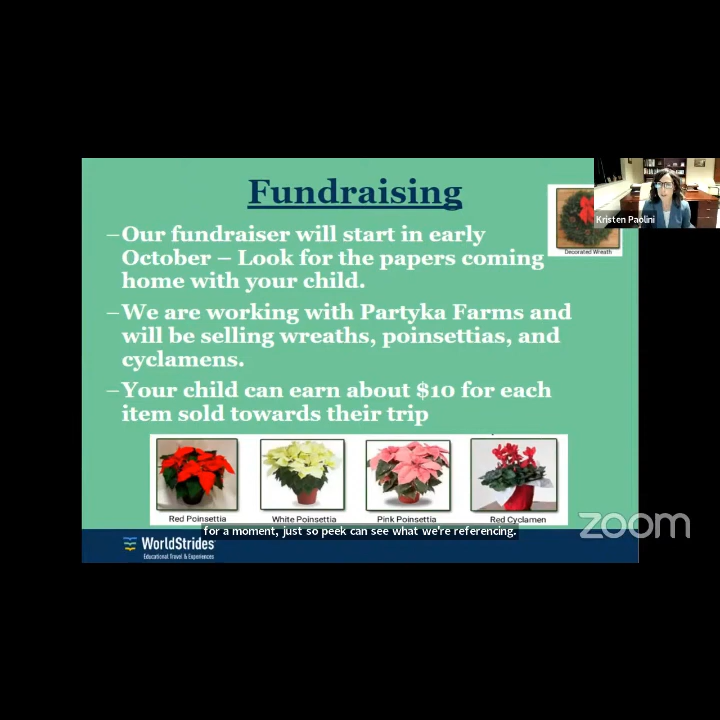 Fundraising
Kristen Paolini
Decorated Wreath
–Our fundraiser will start in early
October – Look for the papers coming
home with your child.
–We are working with Partyka Farms and
will be selling wreaths, poinsettias, and
cyclamens.
–Your child can earn about $10 for each
item sold towards their trip
Red Poinsettia
White Poinsettia
Pink Poinsettia
Red Cyclamen
for a moment, just so peek can see what we're referencing.
zoom
WorldStrides
Educational Travel & Experiences